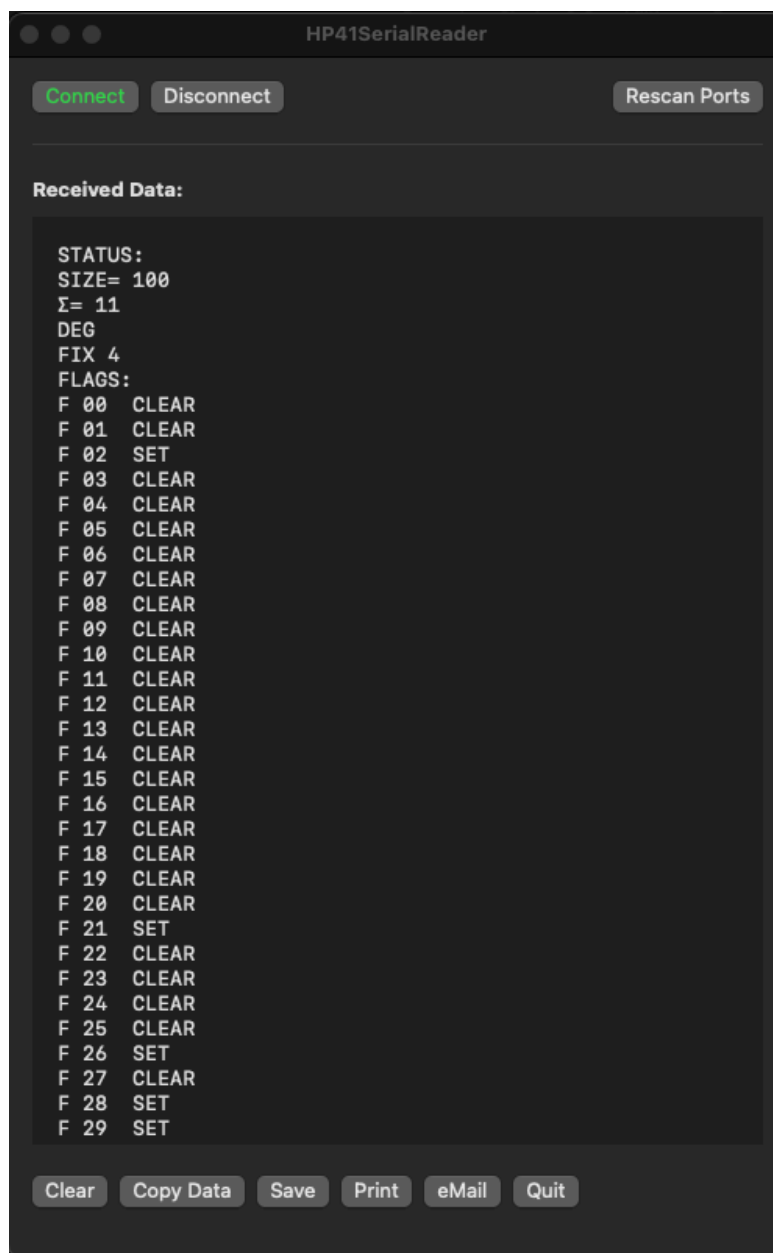 HP41SerialReader
Connect Disconnect Rescan Ports
Received Data:
STATUS:
SIZE= 100
Σ= 11
DEG
FIX 4
FLAGS:
F 00  CLEAR
F 01  CLEAR
F 02  SET
F 03  CLEAR
F 04  CLEAR
F 05  CLEAR
F 06  CLEAR
F 07  CLEAR
F 08  CLEAR
F 09  CLEAR
F 10  CLEAR
F 11  CLEAR
F 12  CLEAR
F 13  CLEAR
F 14  CLEAR
F 15  CLEAR
F 16  CLEAR
F 17  CLEAR
F 18  CLEAR
F 19  CLEAR
F 20  CLEAR
F 21  SET
F 22  CLEAR
F 23  CLEAR
F 24  CLEAR
F 25  CLEAR
F 26  SET
F 27  CLEAR
F 28  SET
F 29  SET
Clear Copy Data Save Print eMail Quit